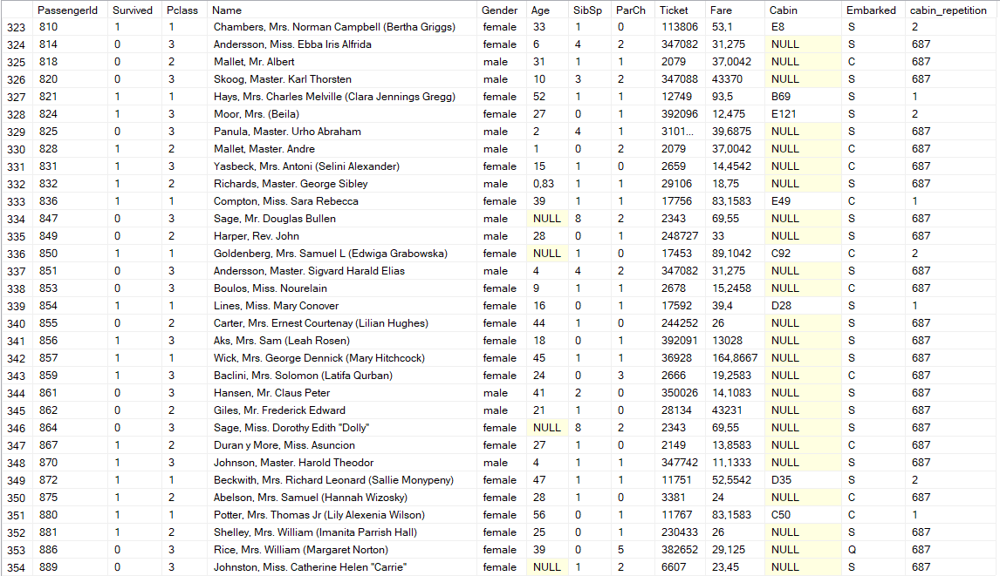 PassengerId Survived Pclass Name Gender Age SibSp ParCh Ticket Fare Cabin Embarked cabin_repetition
323 810 1 1 Chambers, Mrs. Norman Campbell (Bertha Griggs) female 33 1 0 113806 53,1 E8 S 2
324 814 0 3 Andersson, Miss. Ebba Iris Alfrida female 6 4 2 347082 31,275 NULL S 687
325 818 0 2 Mallet, Mr. Albert male 31 1 1 2079 37,0042 NULL C 687
326 820 0 3 Skoog, Master. Karl Thorsten male 10 3 2 347088 43370 NULL S 687
327 821 1 1 Hays, Mrs. Charles Melville (Clara Jennings Gregg) female 52 1 1 12749 93,5 B69 S 1
328 824 1 3 Moor, Mrs. (Beila) female 27 0 1 392096 12,475 E121 S 2
329 825 0 3 Panula, Master. Urho Abraham male 2 4 1 3101... 39,6875 NULL S 687
330 828 1 2 Mallet, Master. Andre male 1 0 2 2079 37,0042 NULL C 687
331 831 1 3 Yasbeck, Mrs. Antoni (Selini Alexander) female 15 1 0 2659 14,4542 NULL C 687
332 832 1 2 Richards, Master. George Sibley male 0,83 1 1 29106 18,75 NULL S 687
333 836 1 1 Compton, Miss. Sara Rebecca female 39 1 1 17756 83,1583 E49 C 1
334 847 0 3 Sage, Mr. Douglas Bullen male NULL 8 2 2343 69,55 NULL S 687
335 849 0 2 Harper, Rev. John male 28 0 1 248727 33 NULL S 687
336 850 1 1 Goldenberg, Mrs. Samuel L (Edwiga Grabowska) female NULL 1 0 17453 89,1042 C92 C 2
337 851 0 3 Andersson, Master. Sigvard Harald Elias male 4 4 2 347082 31,275 NULL S 687
338 853 0 3 Boulos, Miss. Nourelain female 9 1 1 2678 15,2458 NULL C 687
339 854 1 1 Lines, Miss. Mary Conover female 16 0 1 17592 39,4 D28 S 1
340 855 0 2 Carter, Mrs. Ernest Courtenay (Lilian Hughes) female 44 1 0 244252 26 NULL S 687
341 856 1 3 Aks, Mrs. Sam (Leah Rosen) female 18 0 1 392091 13028 NULL S 687
342 857 1 1 Wick, Mrs. George Dennick (Mary Hitchcock) female 45 1 1 36928 164,8667 NULL S 687
343 859 1 3 Baclini, Mrs. Solomon (Latifa Qurban) female 24 0 3 2666 19,2583 NULL C 687
344 861 0 3 Hansen, Mr. Claus Peter male 41 2 0 350026 14,1083 NULL S 687
345 862 0 2 Giles, Mr. Frederick Edward male 21 1 0 28134 43231 NULL S 687
346 864 0 3 Sage, Miss. Dorothy Edith "Dolly" female NULL 8 2 2343 69,55 NULL S 687
347 867 1 2 Duran y More, Miss. Asuncion female 27 1 0 2149 13,8583 NULL C 687
348 870 1 3 Johnson, Master. Harold Theodor male 4 1 1 347742 11,1333 NULL S 687
349 872 1 1 Beckwith, Mrs. Richard Leonard (Sallie Monypeny) female 47 1 1 11751 52,5542 D35 S 2
350 875 1 2 Abelson, Mrs. Samuel (Hannah Wizosky) female 28 1 0 3381 24 NULL C 687
351 880 1 1 Potter, Mrs. Thomas Jr (Lily Alexenia Wilson) female 56 0 1 11767 83,1583 C50 C 1
352 881 1 2 Shelley, Mrs. William (Imanita Parrish Hall) female 25 0 1 230433 26 NULL S 687
353 886 0 3 Rice, Mrs. William (Margaret Norton) female 39 0 5 382652 29,125 NULL Q 687
354 889 0 3 Johnston, Miss. Catherine Helen "Carrie" female NULL 1 2 6607 23,45 NULL S 687